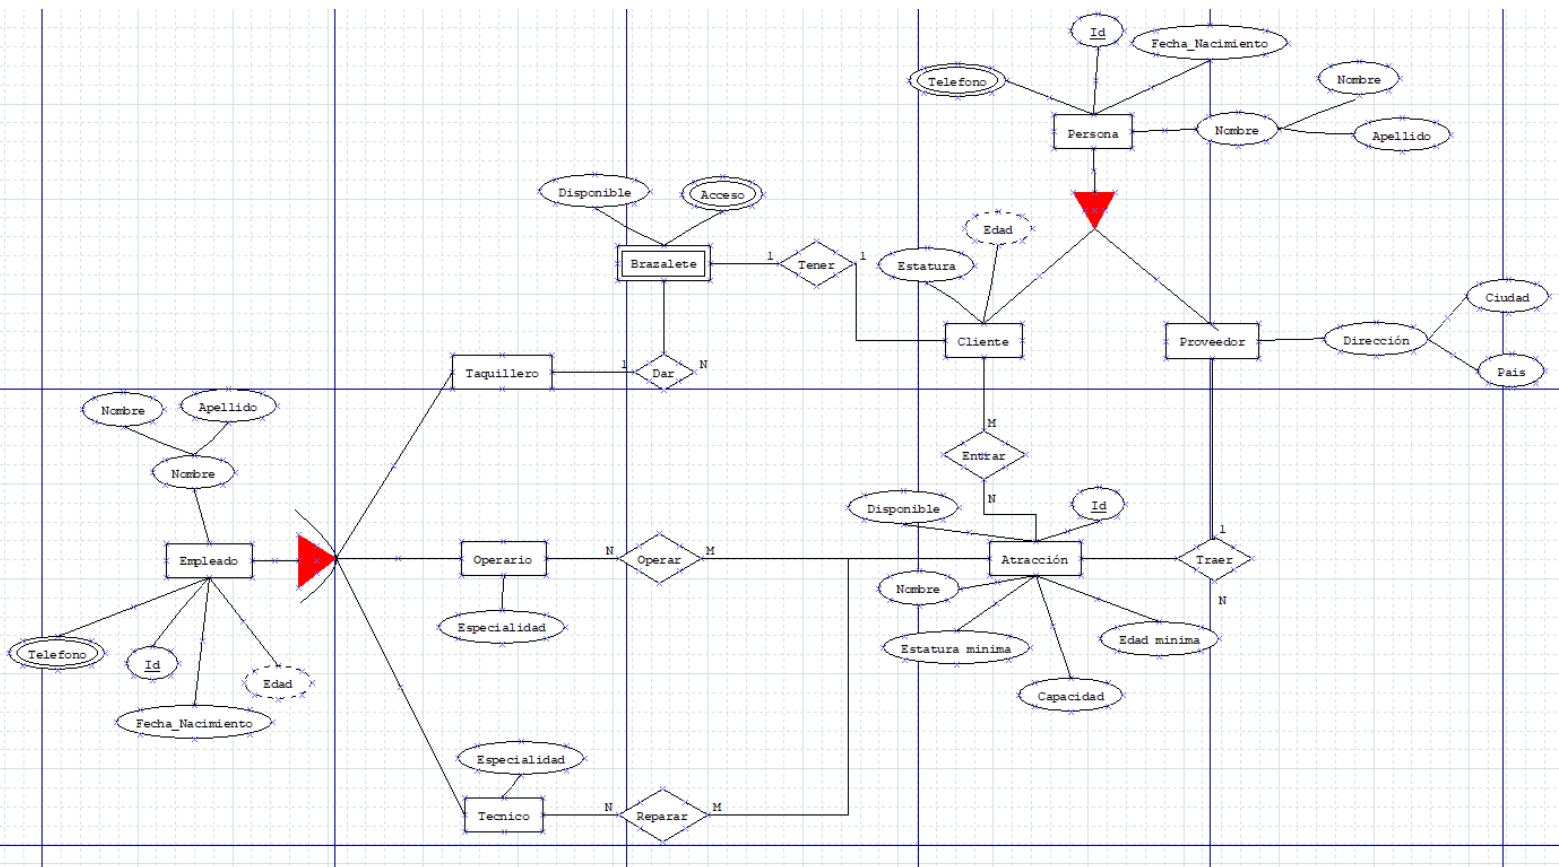 Id
Fecha_Nacimiento
Telefono
Nombre
Persona
Nombre
Apellido
Disponible
Acceso
Edad
Brazalete
1
Tener
1
Estatura
Ciudad
Cliente
Proveedor
Dirección
Pais
Taquillero
1
Dar
N
Nombre
Apellido
M
Entrar
N
Nombre
Disponible
Id
1
Empleado
Operario
N
Operar
M
Atracción
Traer
N
Nombre
Especialidad
Estatura minima
Edad minima
Telefono
Id
Edad
Capacidad
Fecha_Nacimiento
Especialidad
Tecnico
N
Reparar
M